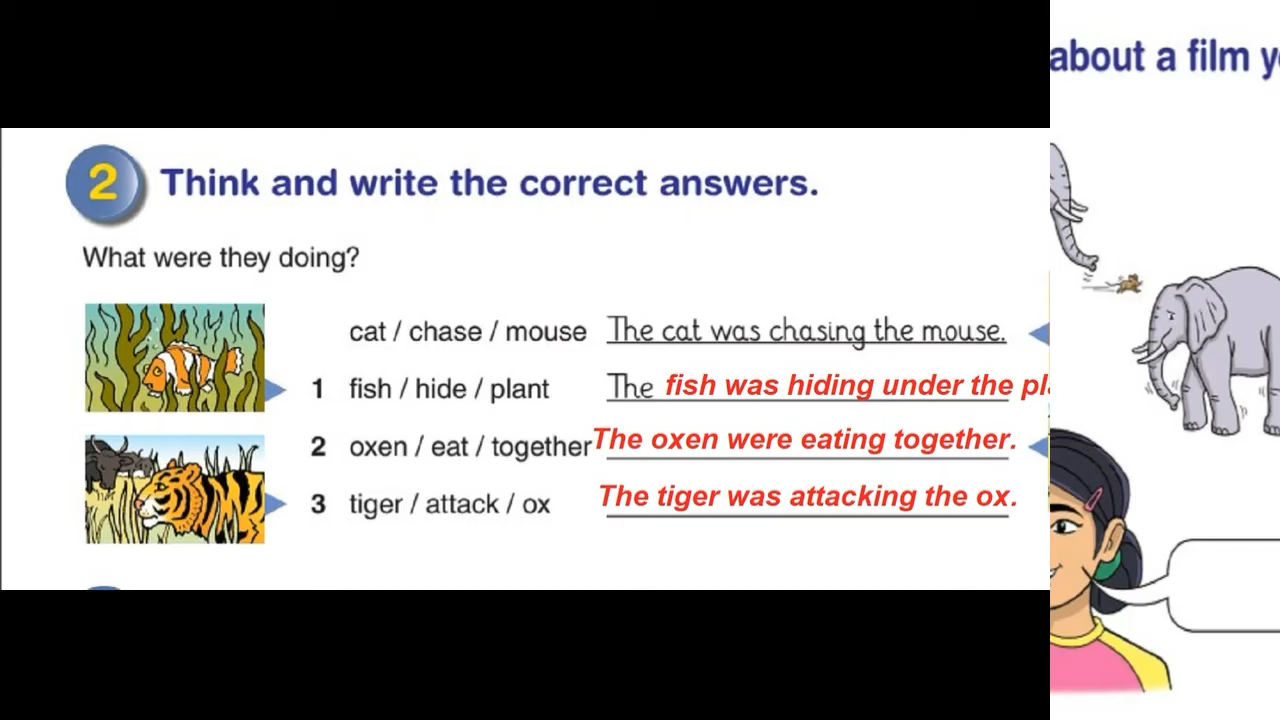 about a film
2 Think and write the correct answers.
What were they doing?
cat / chase / mouse The cat was chasing the mouse.
1 fish / hide / plant The fish was hiding under the
2 oxen / eat / together The oxen were eating together.
3 tiger / attack / ox The tiger was attacking the ox.